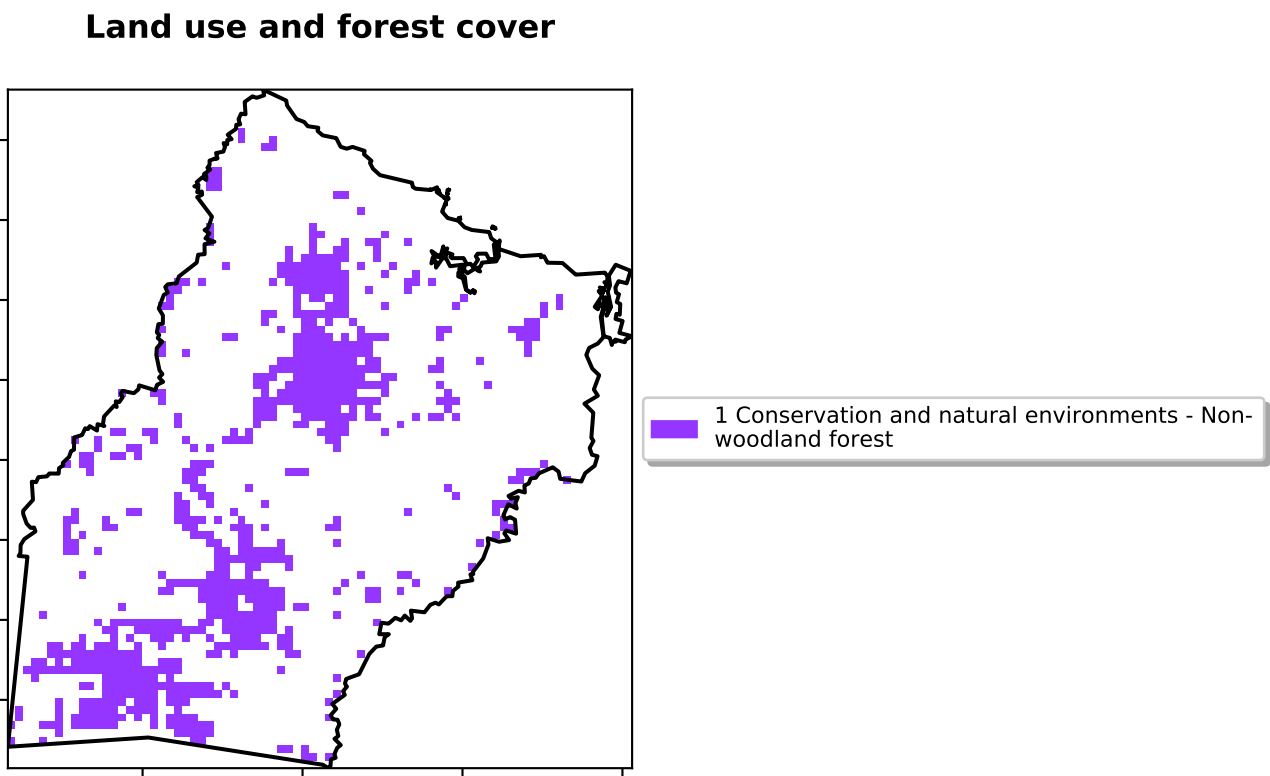 Land use and forest cover
1 Conservation and natural environments - Non-
woodland forest